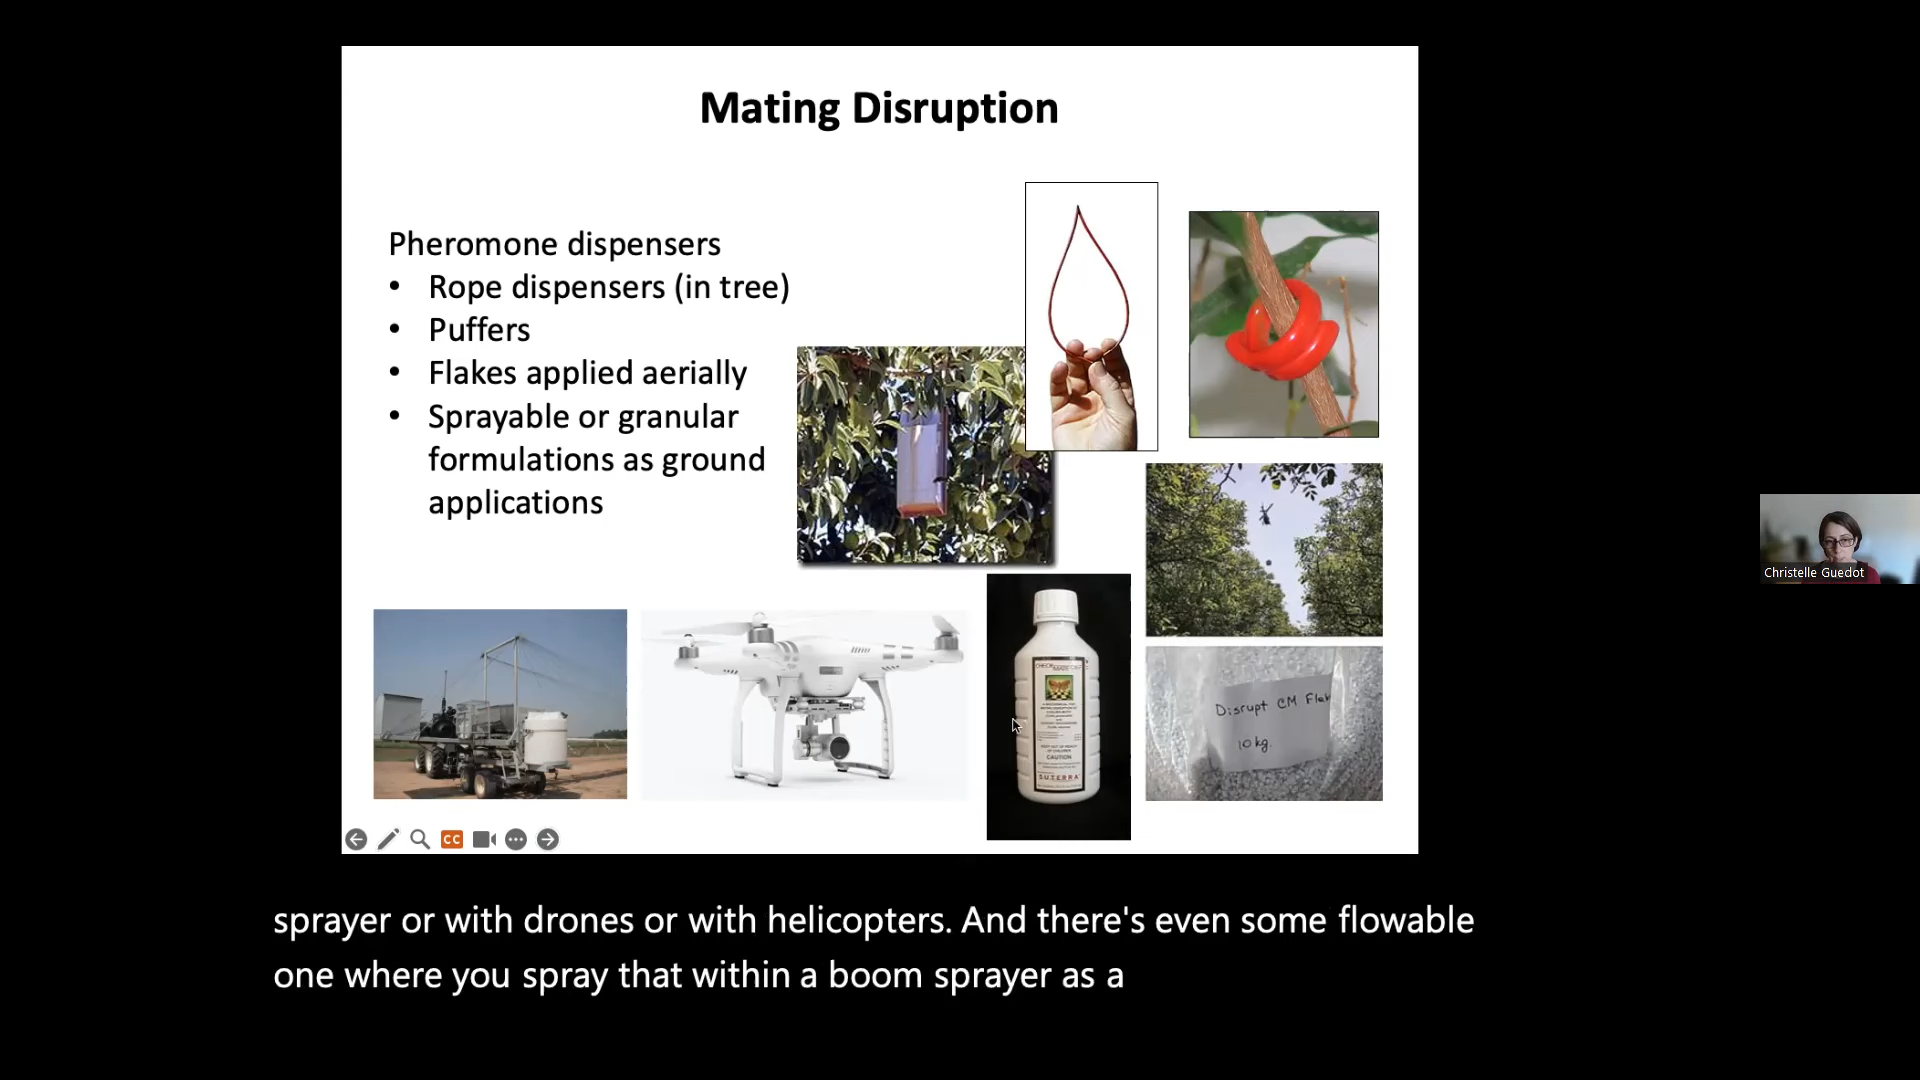 Mating Disruption
Pheromone dispensers
• Rope dispensers (in tree)
• Puffers
• Flakes applied aerially
• Sprayable or granular
formulations as ground
applications
CAUTION
SUTERRA
Disrupt CM Flak
10 kg.
CC
Christelle Guedot
sprayer or with drones or with helicopters. And there's even some flowable
one where you spray that within a boom sprayer as a